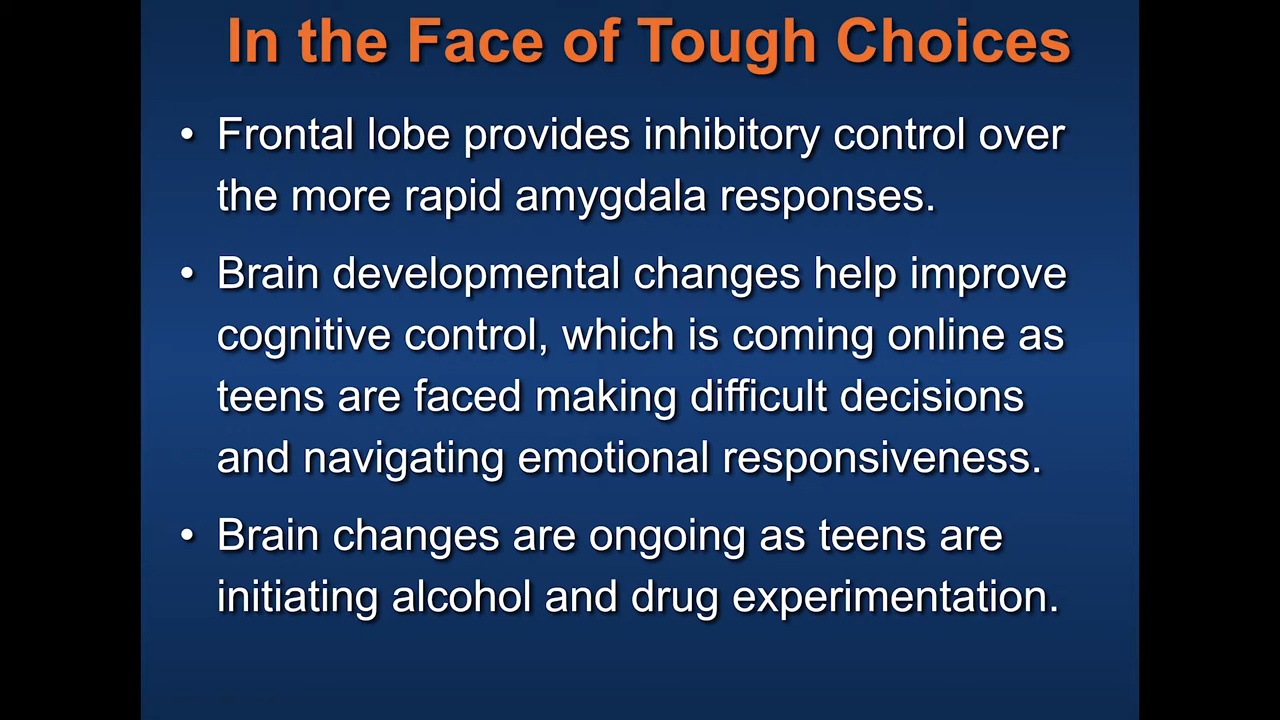 In the Face of Tough Choices
• Frontal lobe provides inhibitory control over
the more rapid amygdala responses.
• Brain developmental changes help improve
cognitive control, which is coming online as
teens are faced making difficult decisions
and navigating emotional responsiveness.
• Brain changes are ongoing as teens are
initiating alcohol and drug experimentation.